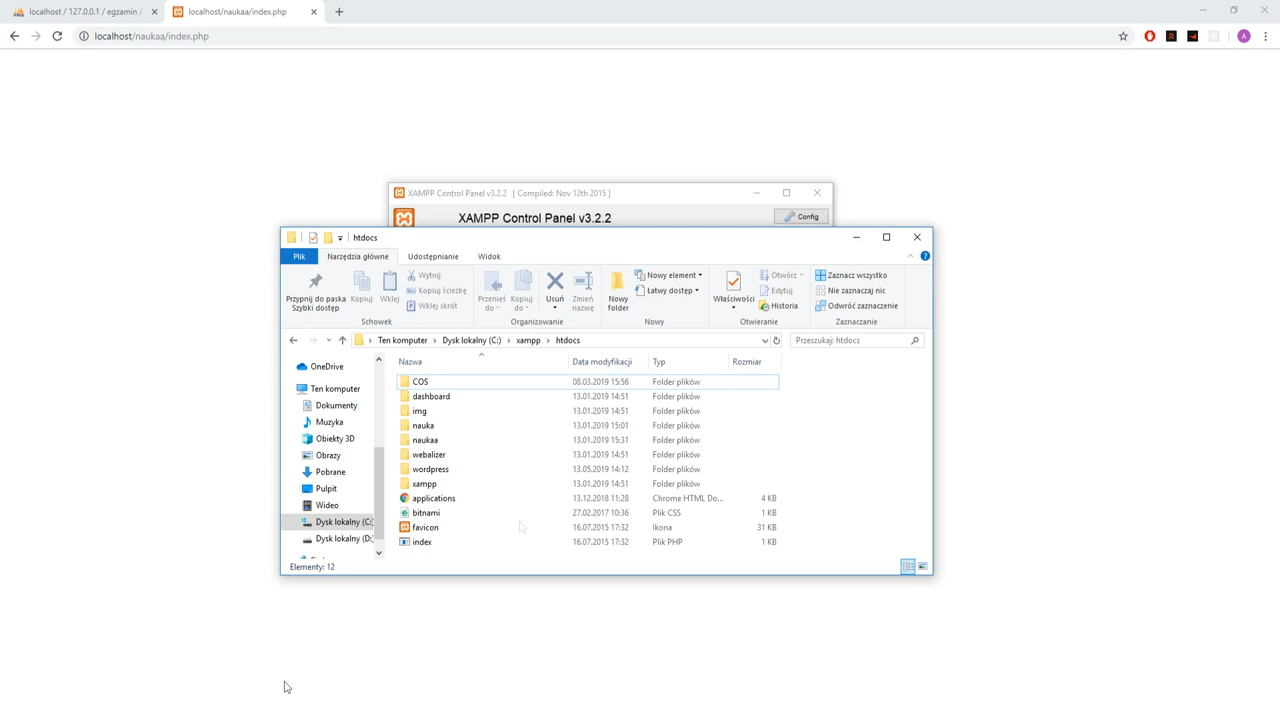 localhost / 127.0.0.1 / egzamin /
localhost/naukaa/index.php
localhost/naukaa/index.php
A
XAMPP Control Panel v3.2.2 [ Compiled: Nov 12th 2015 ]
XAMPP Control Panel v3.2.2
Config
htdocs
Plik
Narzędzia główne
Udostępnianie
Widok
Przypnij do paska Szybki dostęp
Kopiuj
Wklej
Wytnij
Kopiuj ścieżkę
Wklej skrót
Schowek
Przenieś do
Kopiuj do
Usuń
Zmień nazwę
Organizowanie
Nowy folder
Nowy element
Łatwy dostęp
Nowy
Właściwości
Otwórz
Edytuj
Historia
Otwieranie
Zaznacz wszystko
Nie zaznaczaj nic
Odwróć zaznaczenie
Zaznaczanie
Ten komputer
Dysk lokalny (C:)
xampp
htdocs
Przeszukaj: htdocs
OneDrive
Ten komputer
Dokumenty
Muzyka
Obiekty 3D
Obrazy
Pobrane
Pulpit
Wideo
Dysk lokalny (C:
Dysk lokalny (D:
Nazwa Data modyfikacji Typ Rozmiar
COS 08.03.2019 15:56 Folder plików
dashboard 13.01.2019 14:51 Folder plików
img 13.01.2019 14:51 Folder plików
nauka 13.01.2019 15:01 Folder plików
naukaa 13.01.2019 15:31 Folder plików
webalizer 13.01.2019 14:51 Folder plików
wordpress 13.05.2019 14:12 Folder plików
xampp 13.01.2019 14:51 Folder plików
applications 13.12.2018 11:28 Chrome HTML Do... 4 KB
bitnami 27.02.2017 10:36 Plik CSS 1 KB
favicon 16.07.2015 17:32 Ikona 31 KB
index 16.07.2015 17:32 Plik PHP 1 KB
Elementy: 12